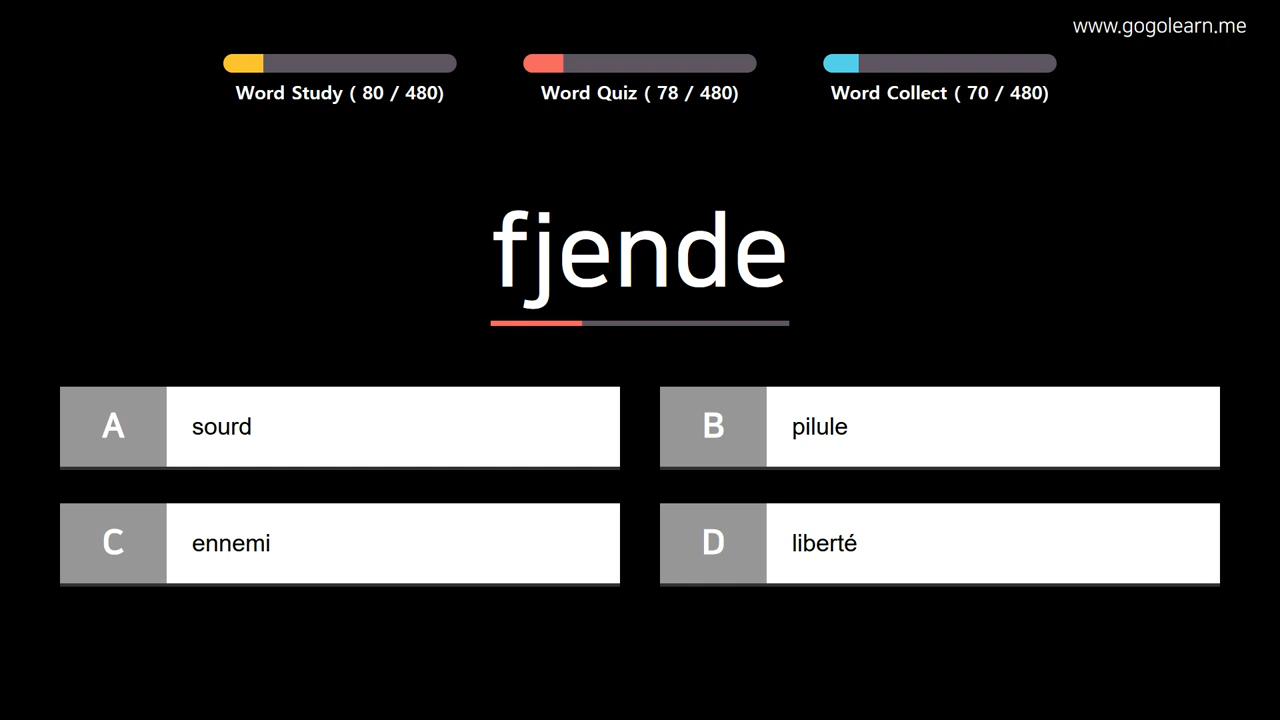 www.gogolearn.me
Word Study ( 80 / 480)
Word Quiz ( 78 / 480)
Word Collect ( 70 / 480)
fjende
A sourd
B pilule
C ennemi
D liberté